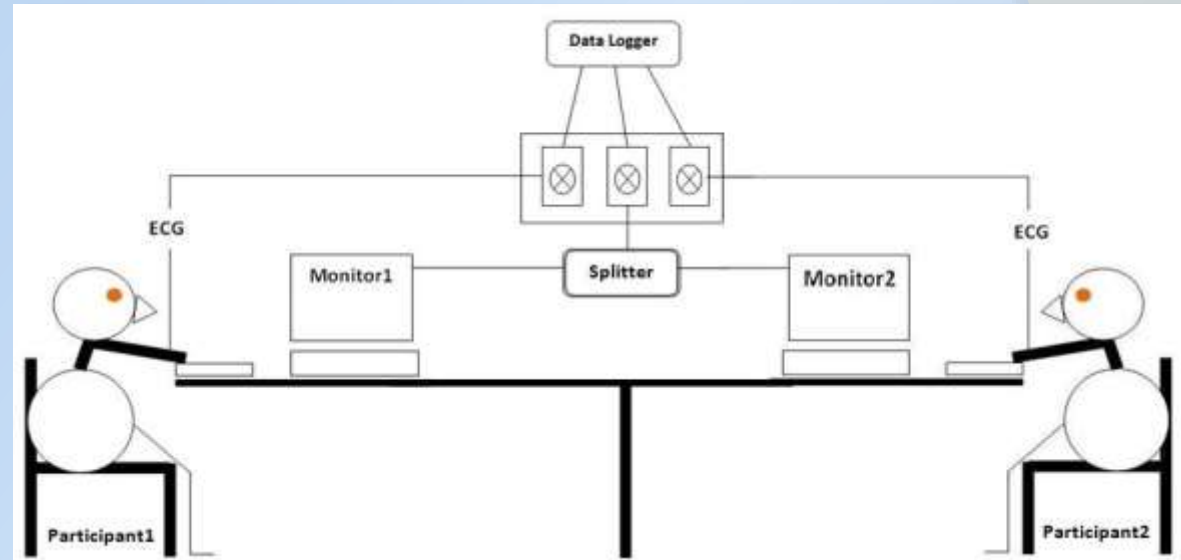 Data Logger
ECG
ECG
Monitor1
Splitter
Monitor2
Participant1
Participant2